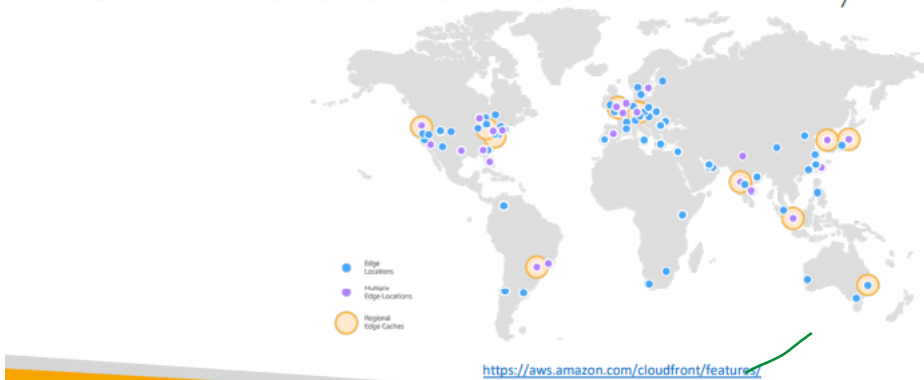 Edge
Locations
Multiple
Edge Locations
Regional
Edge Caches
https://aws.amazon.com/cloudfront/features/